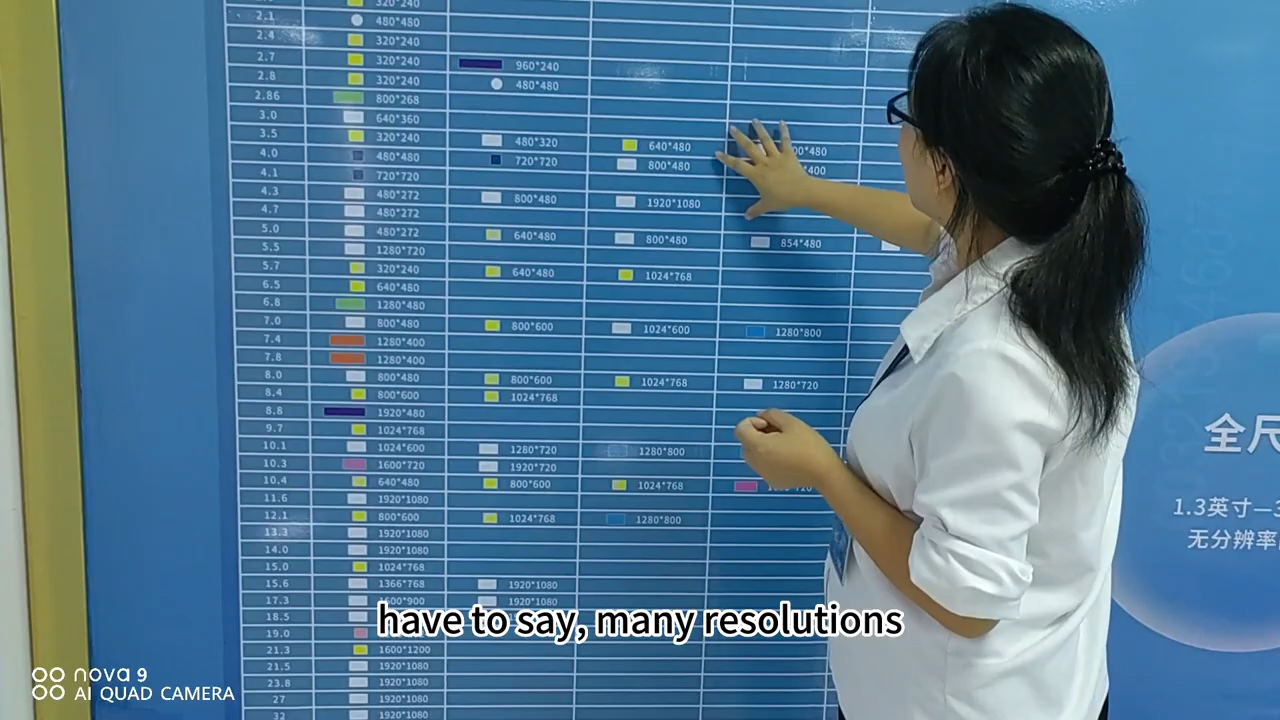 320*240
2.1 480*480
2.4 320*240
2.7 320*240 960*240
2.8 320*240 480*480
2.86 800*268
3.0 640*360
3.5 320*240 480*320 640*480
4.0 480*480 720*720 800*480
4.1 720*720
4.3 480*272 800*480 1920*1080
4.7 480*272
5.0 480*272 640*480 800*480 854*480
5.5 1280*720
5.7 320*240 640*480 1024*768
6.5 640*480
6.8 1280*480
7.0 800*480 800*600 1024*600 1280*800
7.4 1280*400
7.8 1280*400
8.0 800*480 800*600 1024*768 1280*720
8.4 800*600 1024*768
8.8 1920*480
9.7 1024*768
10.1 1024*600 1280*720 1280*800
10.3 1600*720 1920*720
10.4 640*480 800*600 1024*768
11.6 1920*1080
12.1 800*600 1024*768 1280*800
13.3 1920*1080
14.0 1920*1080
15.0 1024*768
15.6 1366*768 1920*1080
17.3 1600*900 1920*1080
18.5
19.0
21.3 1600*1200
21.5 1920*1080
23.8 1920*1080
27 1920*1080
32 1920*1080
全尺
1.3英寸—3
无分辨率
have to say, many resolutions
nova 9
AI QUAD CAMERA